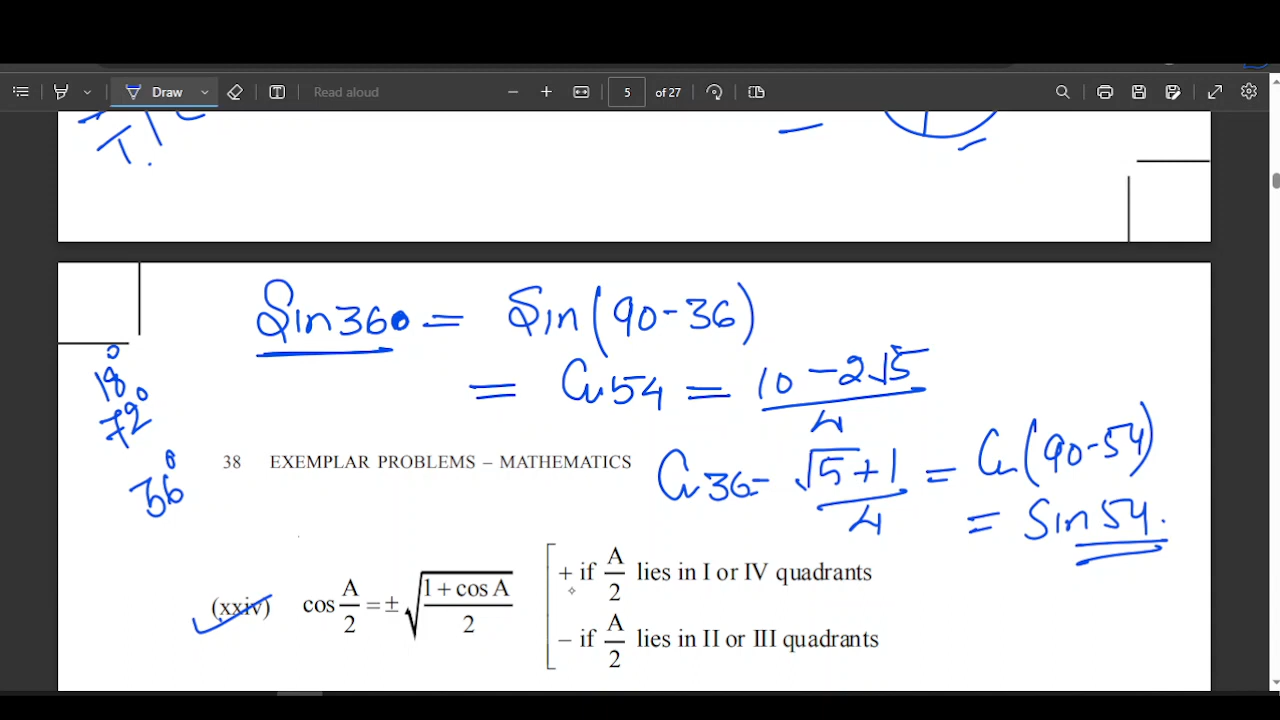 Draw Read aloud 5 of 27
T.
Sin36° = Sin(90-36)
= Cos54 = 10-2√5/4
18°
72°
36°
38 EXEMPLAR PROBLEMS – MATHEMATICS
Cos36= √5+1/4 = Cos(90-54)
= Sin54.
(xxiv) cos A/2 = ± √(1 + cos A/2)
+ if A/2 lies in I or IV quadrants
– if A/2 lies in II or III quadrants